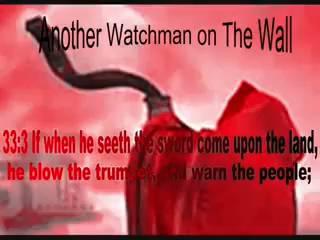 Another Watchman on The Wall
33:3 If when he seeth the sword come upon the land,
he blow the trumpet, and warn the people;